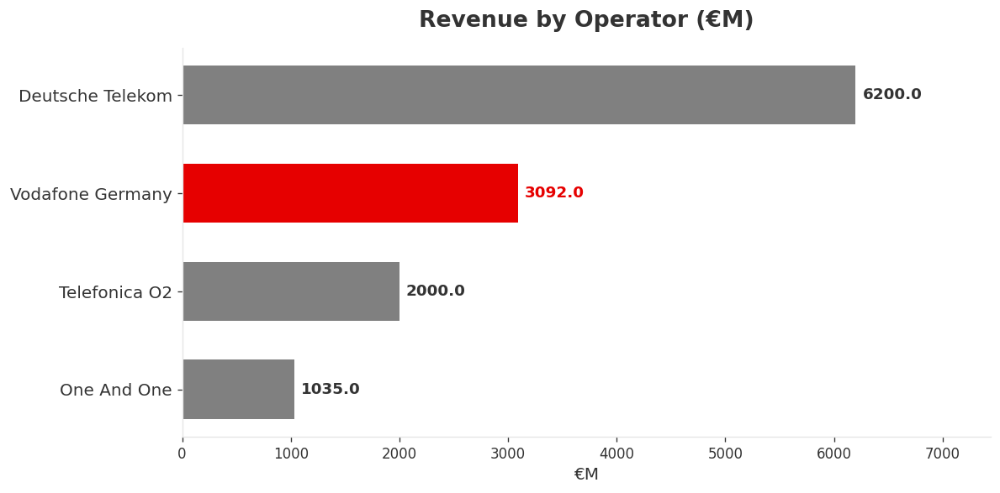 Revenue by Operator (€M)
Deutsche Telekom
6200.0
Vodafone Germany
3092.0
Telefonica O2
2000.0
One And One
1035.0
0 1000 2000 3000 4000 5000 6000 7000
€M